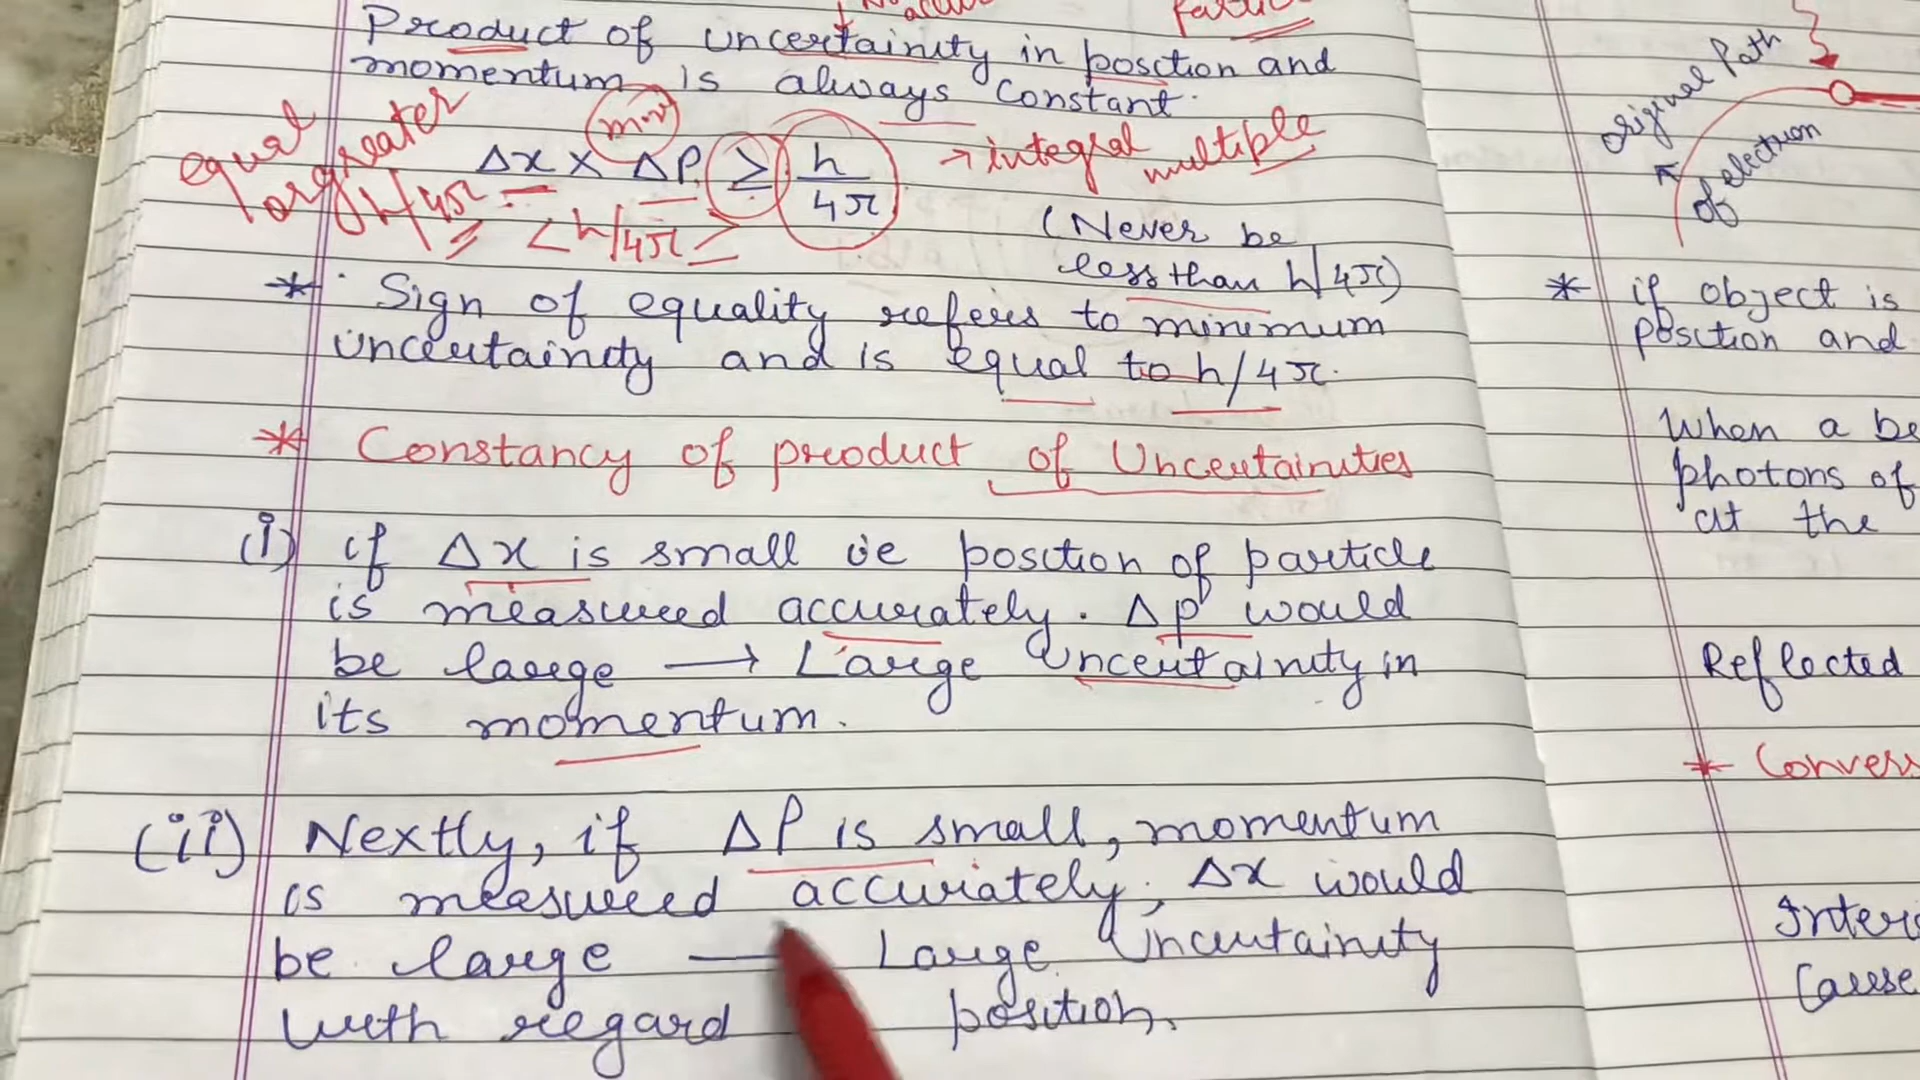 Product of uncertainity in position and
momentum is always constant.
equal
or greater
Δx × Δp ≥ h/4π
→ integral
multiple
h/4π
< h/4π
(Never be
less than h/4π)
* Sign of equality refers to minimum
uncertainity and is equal to h/4π.
* Constancy of product of Uncertainities
(i) if Δx is small ie position of particle
is measured accurately. Δp would
be large → Large Uncertainity in
its momentum.
(ii) Nextly, if ΔP is small, momentum
is measured accurately, Δx would
be large — Large Uncertainity
with regard position.
Original Path
of electron
* if object is
position and
When a be
photons of
at the
Reflected
* Convers
Inter
Cause